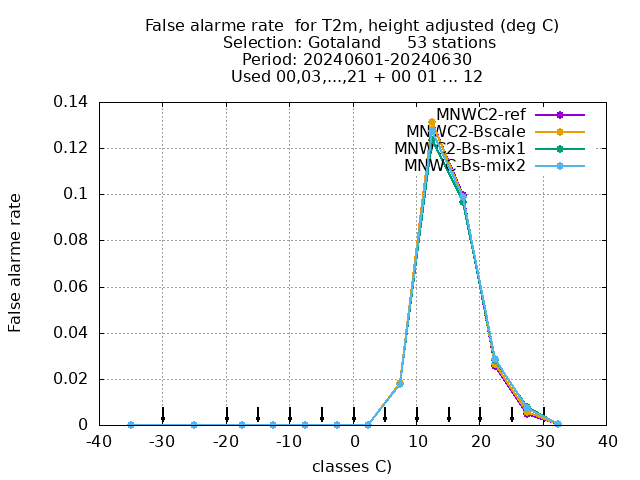 False alarme rate  for T2m, height adjusted (deg C)
Selection: Gotaland     53 stations
Period: 20240601-20240630
Used 00,03,...,21 + 00 01 ... 12
MNWC2-ref
MNWC2-Bscale
MNWC2-Bs-mix1
MNWC-Bs-mix2
False alarme rate
0.14
0.12
0.1
0.08
0.06
0.04
0.02
0
-40 -30 -20 -10 0 10 20 30 40
classes C)